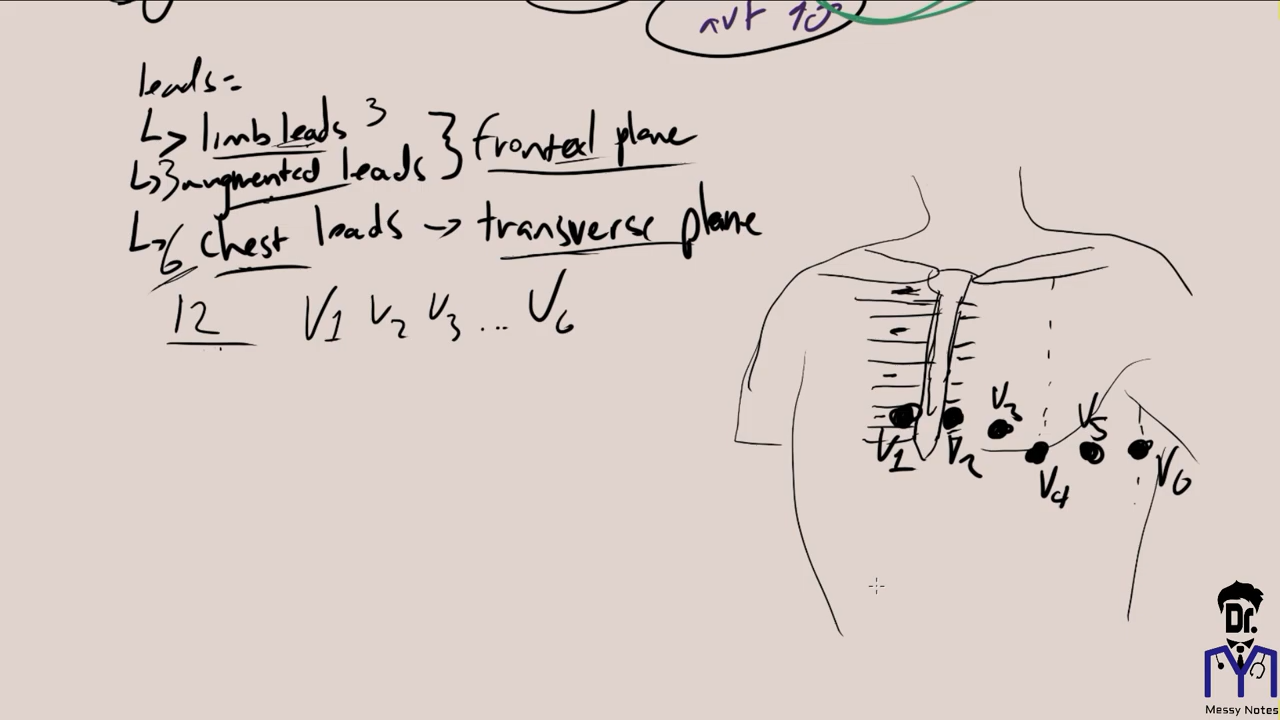 avf
leads=
↳ limb leads 3
↳ 3 augmented leads } frontal plane
↳ 6 chest leads → transverse plane
12 V1 V2 V3 ... V6
V3 V5
V1 V2 V4 V6
Dr.
Messy Notes